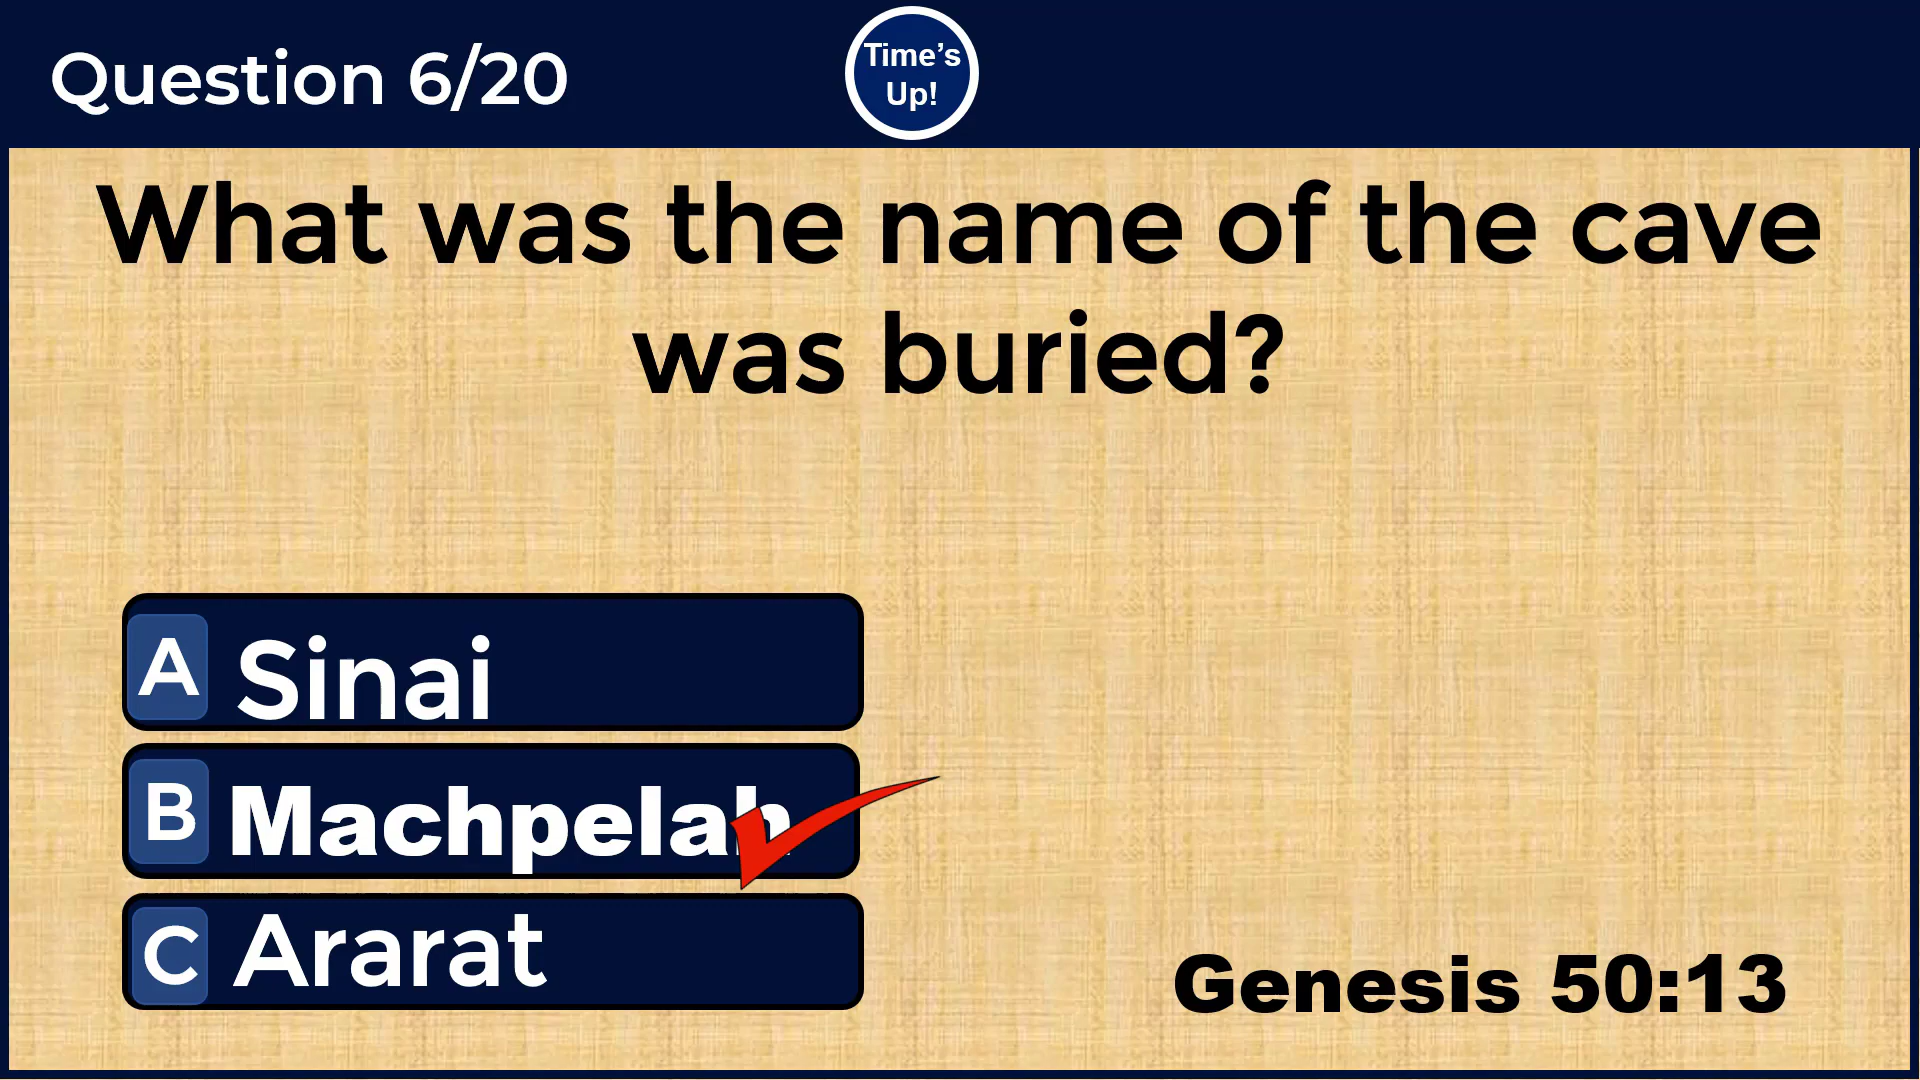 Question 6/20
Time’s
Up!
What was the name of the cave
was buried?
A Sinai
B Machpelah
C Ararat
Genesis 50:13